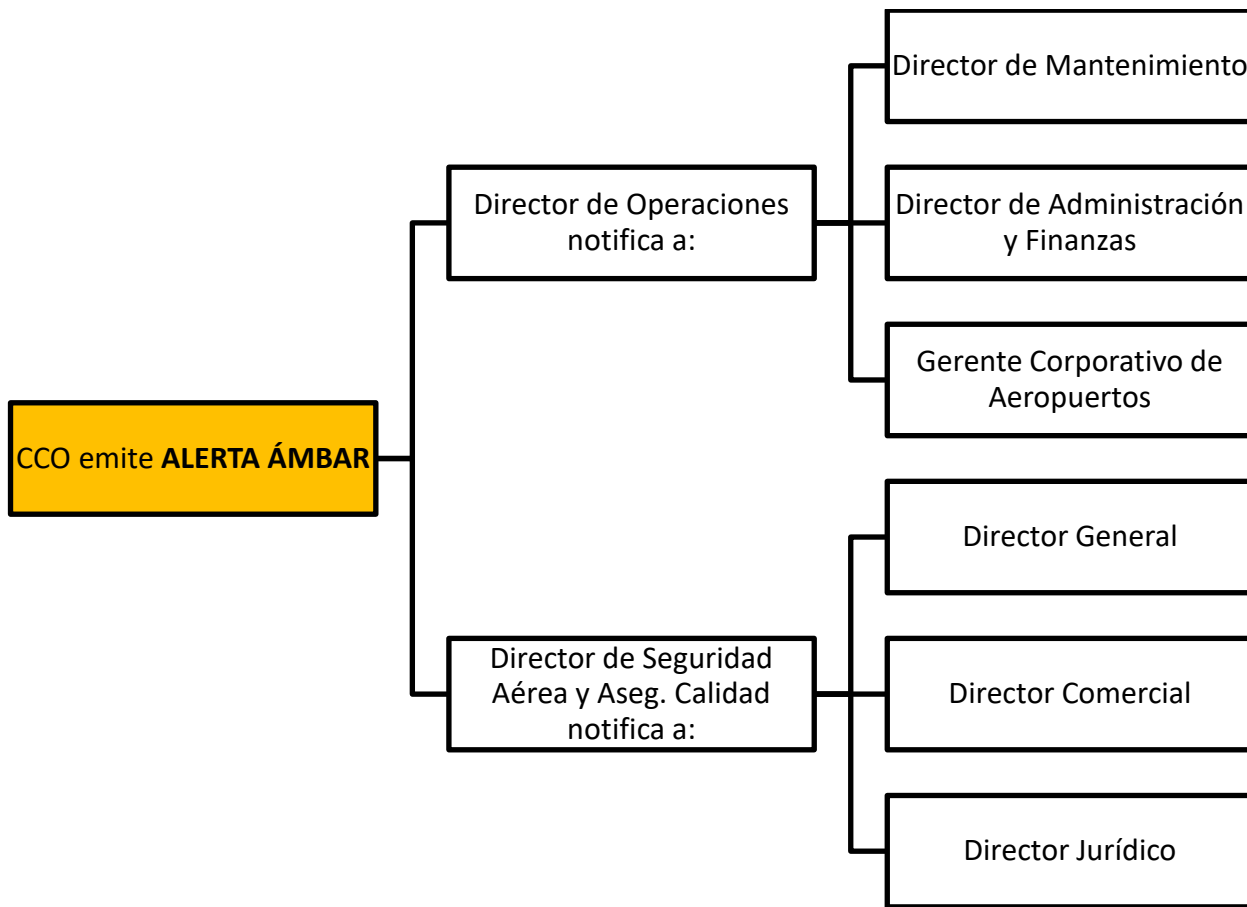 CCO emite ALERTA ÁMBAR
Director de Operaciones
notifica a:
Director de Mantenimiento
Director de Administración
y Finanzas
Gerente Corporativo de
Aeropuertos
Director de Seguridad
Aérea y Aseg. Calidad
notifica a:
Director General
Director Comercial
Director Jurídico